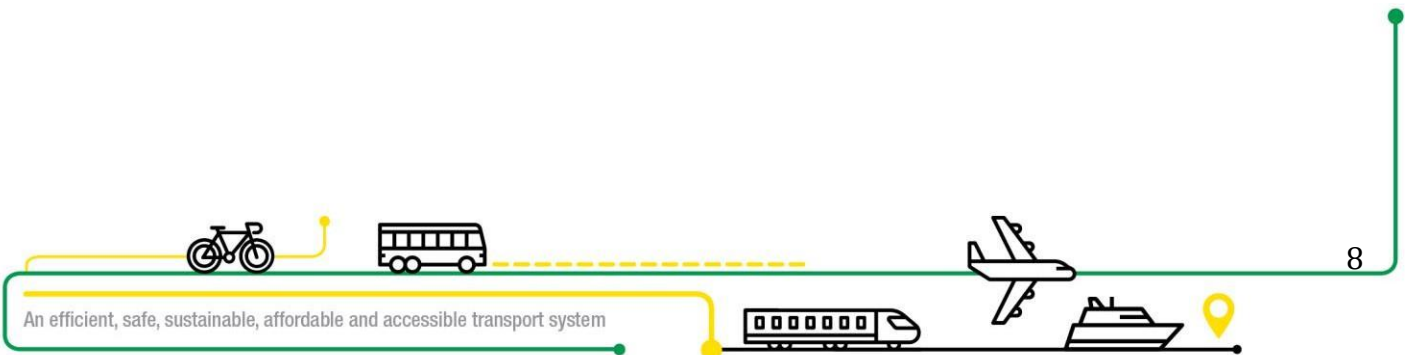 8
An efficient, safe, sustainable, affordable and accessible transport system